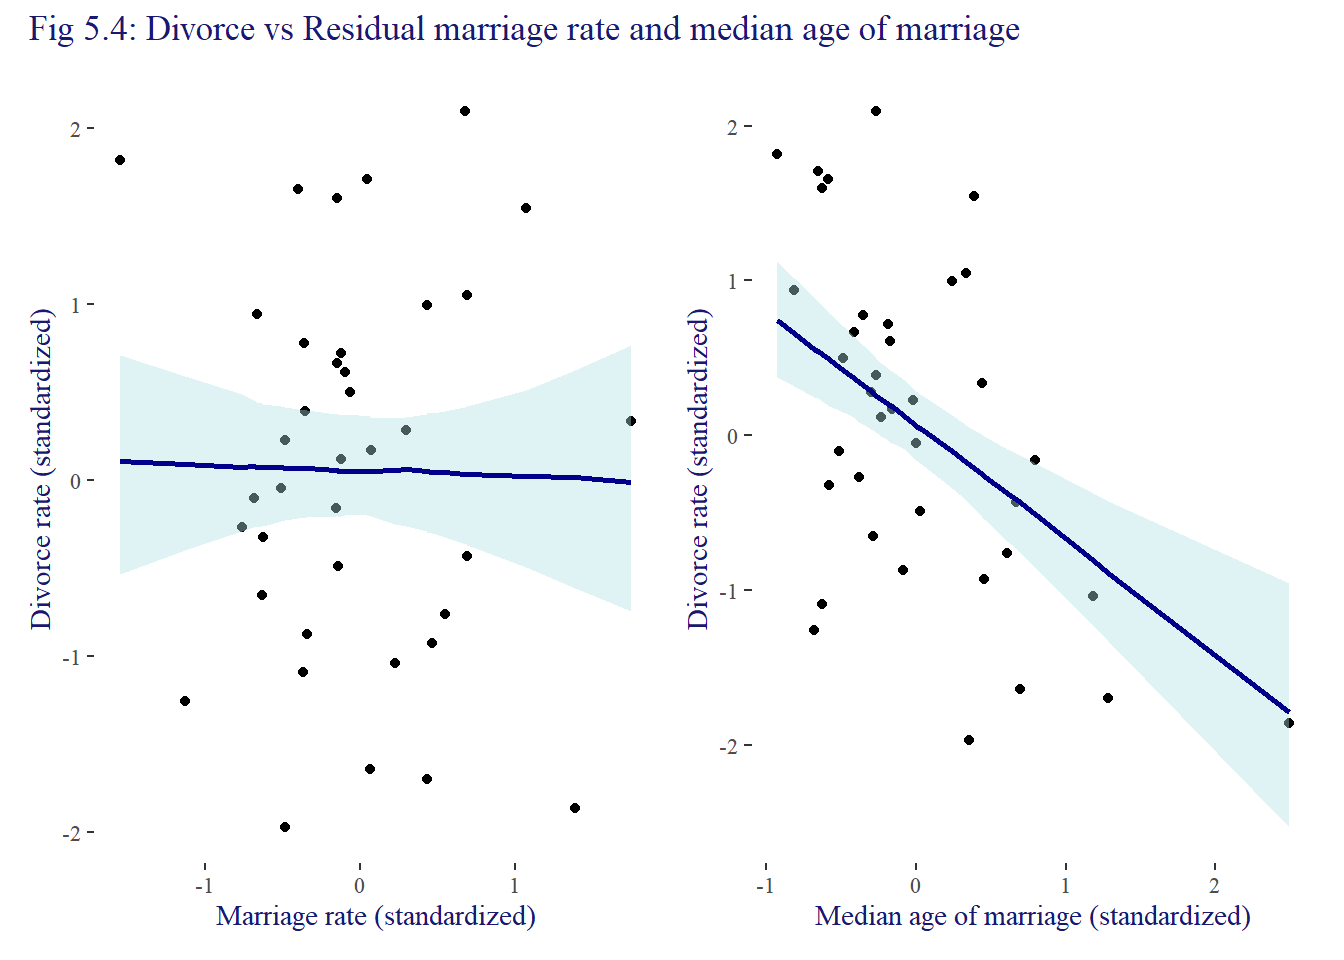 Fig 5.4: Divorce vs Residual marriage rate and median age of marriage
Divorce rate (standardized)
2
1
0
-1
-2
-1 0 1
Marriage rate (standardized)
Divorce rate (standardized)
2
1
0
-1
-2
-1 0 1 2
Median age of marriage (standardized)